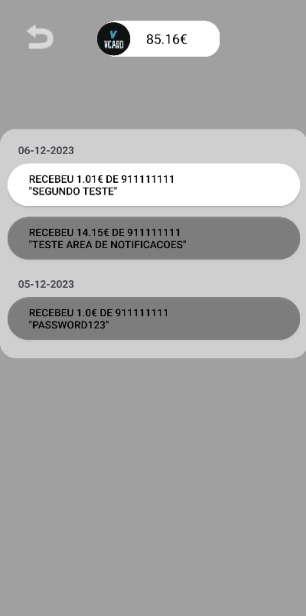 VCARD
85.16€
06-12-2023
RECEBEU 1.01€ DE 911111111
"SEGUNDO TESTE"
RECEBEU 14.15€ DE 911111111
"TESTE AREA DE NOTIFICACOES"
05-12-2023
RECEBEU 1.0€ DE 911111111
"PASSWORD123"